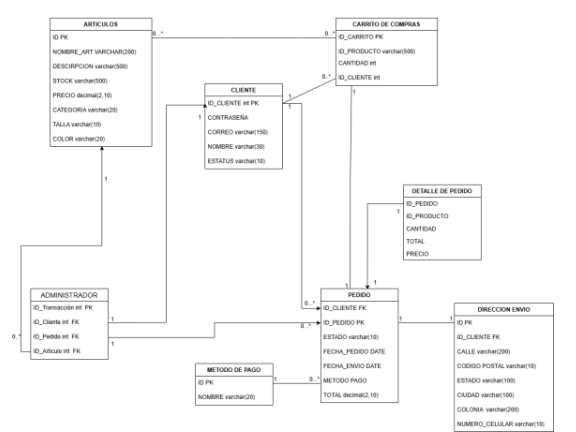 ARTICULOS
ID PK
NOMBRE_ART VARCHAR(200)
DESCIRPCION varchar(500)
STOCK varchar(500)
PRECIO decimal(2,10)
CATEGORIA varchar(20)
TALLA varchar(10)
COLOR varchar(20)
0..*
0..*
CARRITO DE COMPRAS
ID_CARRITO PK
ID_PRODUCTO varchar(500)
CANTIDAD int
ID_CLIENTE int
0..*
1
1
1
CLIENTE
ID_CLIENTE int PK
CONTRASEÑA
CORREO varchar(150)
NOMBRE varchar(30)
ESTATUS varchar(10)
1
1
DETALLE DE PEDIDO
ID_PEDIDO
ID_PRODUCTO
CANTIDAD
TOTAL
PRECIO
1
1
1
ADMINISTRADOR
ID_Transacción int PK
ID_Clianta int FK
ID_Pedido int FK
ID_Articulo int FK
0..*
1
1
PEDIDO
ID_CLIENTE FK
ID_PEDIDO PK
ESTADO varchar(10)
FECHA_PEDIDO DATE
FECHA_ENVIO DATE
METODO PAGO
TOTAL decimal(2,10)
0..*
0..*
0..*
1
1
DIRECCION ENVIO
ID PK
ID_CLIENTE FK
CALLE varchar(200)
CODIGO POSTAL varchar(10)
ESTADO varchar(100)
CIUDAD varchar(100)
COLONIA varchar(200)
NUMERO_CELULAR varchar(10)
METODO DE PAGO
ID PK
NOMBRE varchar(20)
1